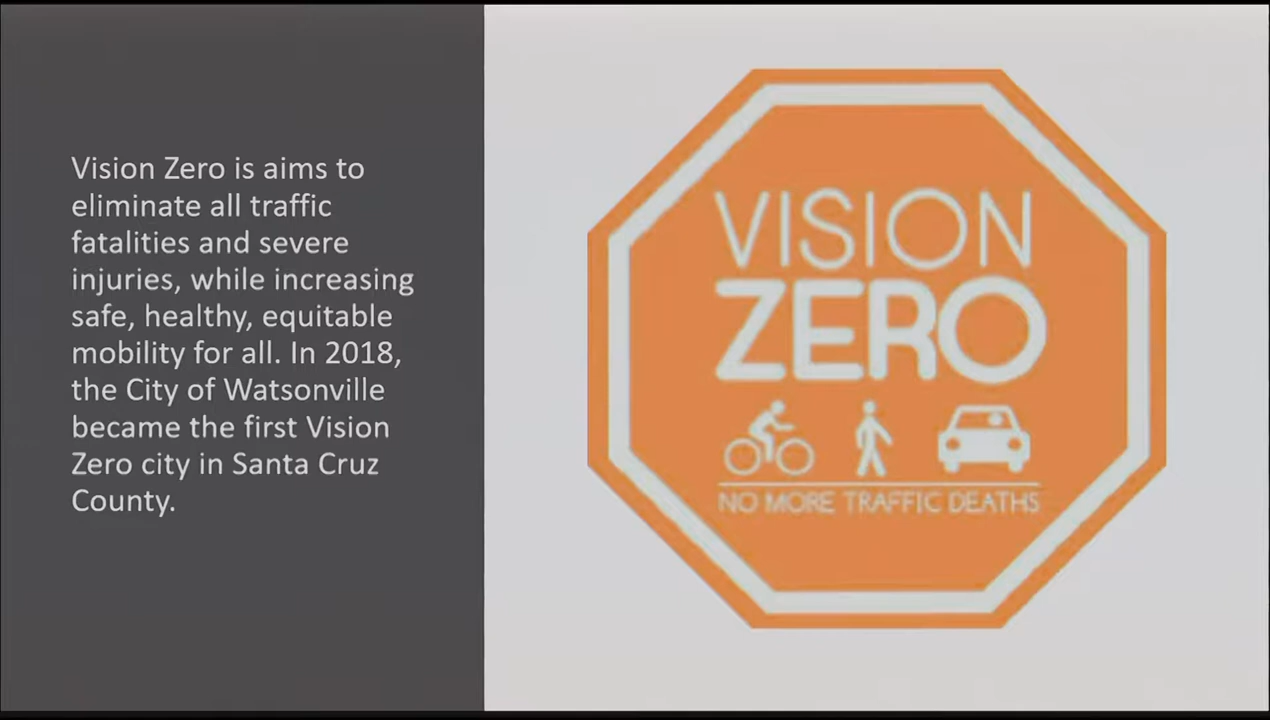 Vision Zero is aims to
eliminate all traffic
fatalities and severe
injuries, while increasing
safe, healthy, equitable
mobility for all. In 2018,
the City of Watsonville
became the first Vision
Zero city in Santa Cruz
County.
VISION
ZERO
NO MORE TRAFFIC DEATHS